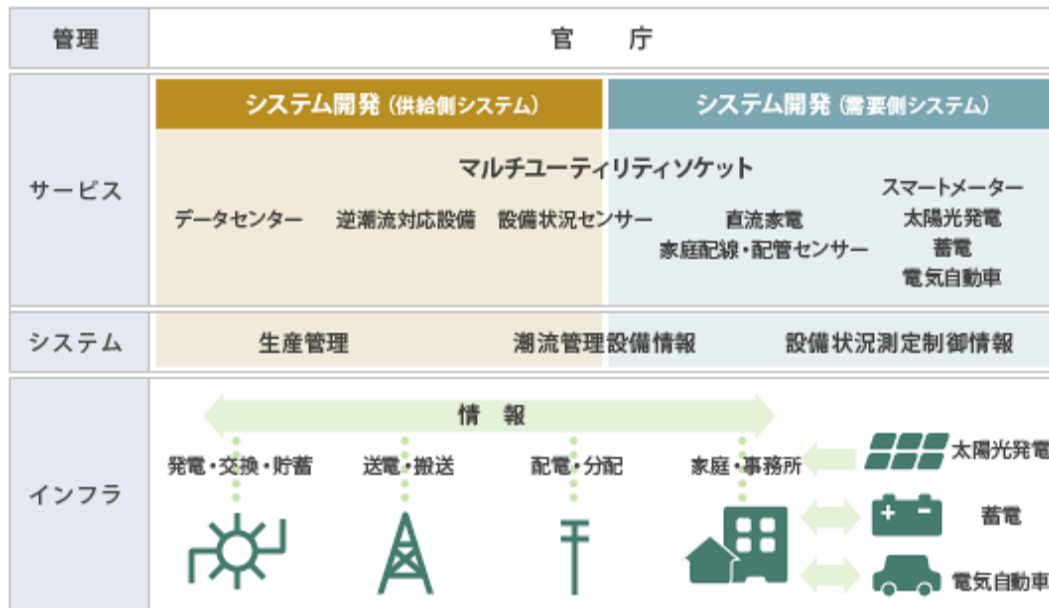 管理
官 庁
サービス
システム開発（供給側システム）
システム開発（需要側システム）
マルチユーティリティソケット
データセンター
逆潮流対応設備
設備状況センサー
直流家電
家庭配線・配管センサー
スマートメーター
太陽光発電
蓄電
電気自動車
システム
生産管理
潮流管理設備情報
設備状況測定制御情報
インフラ
情 報
発電・交換・貯蓄
送電・搬送
配電・分配
家庭・事務所
太陽光発電
蓄電
電気自動車